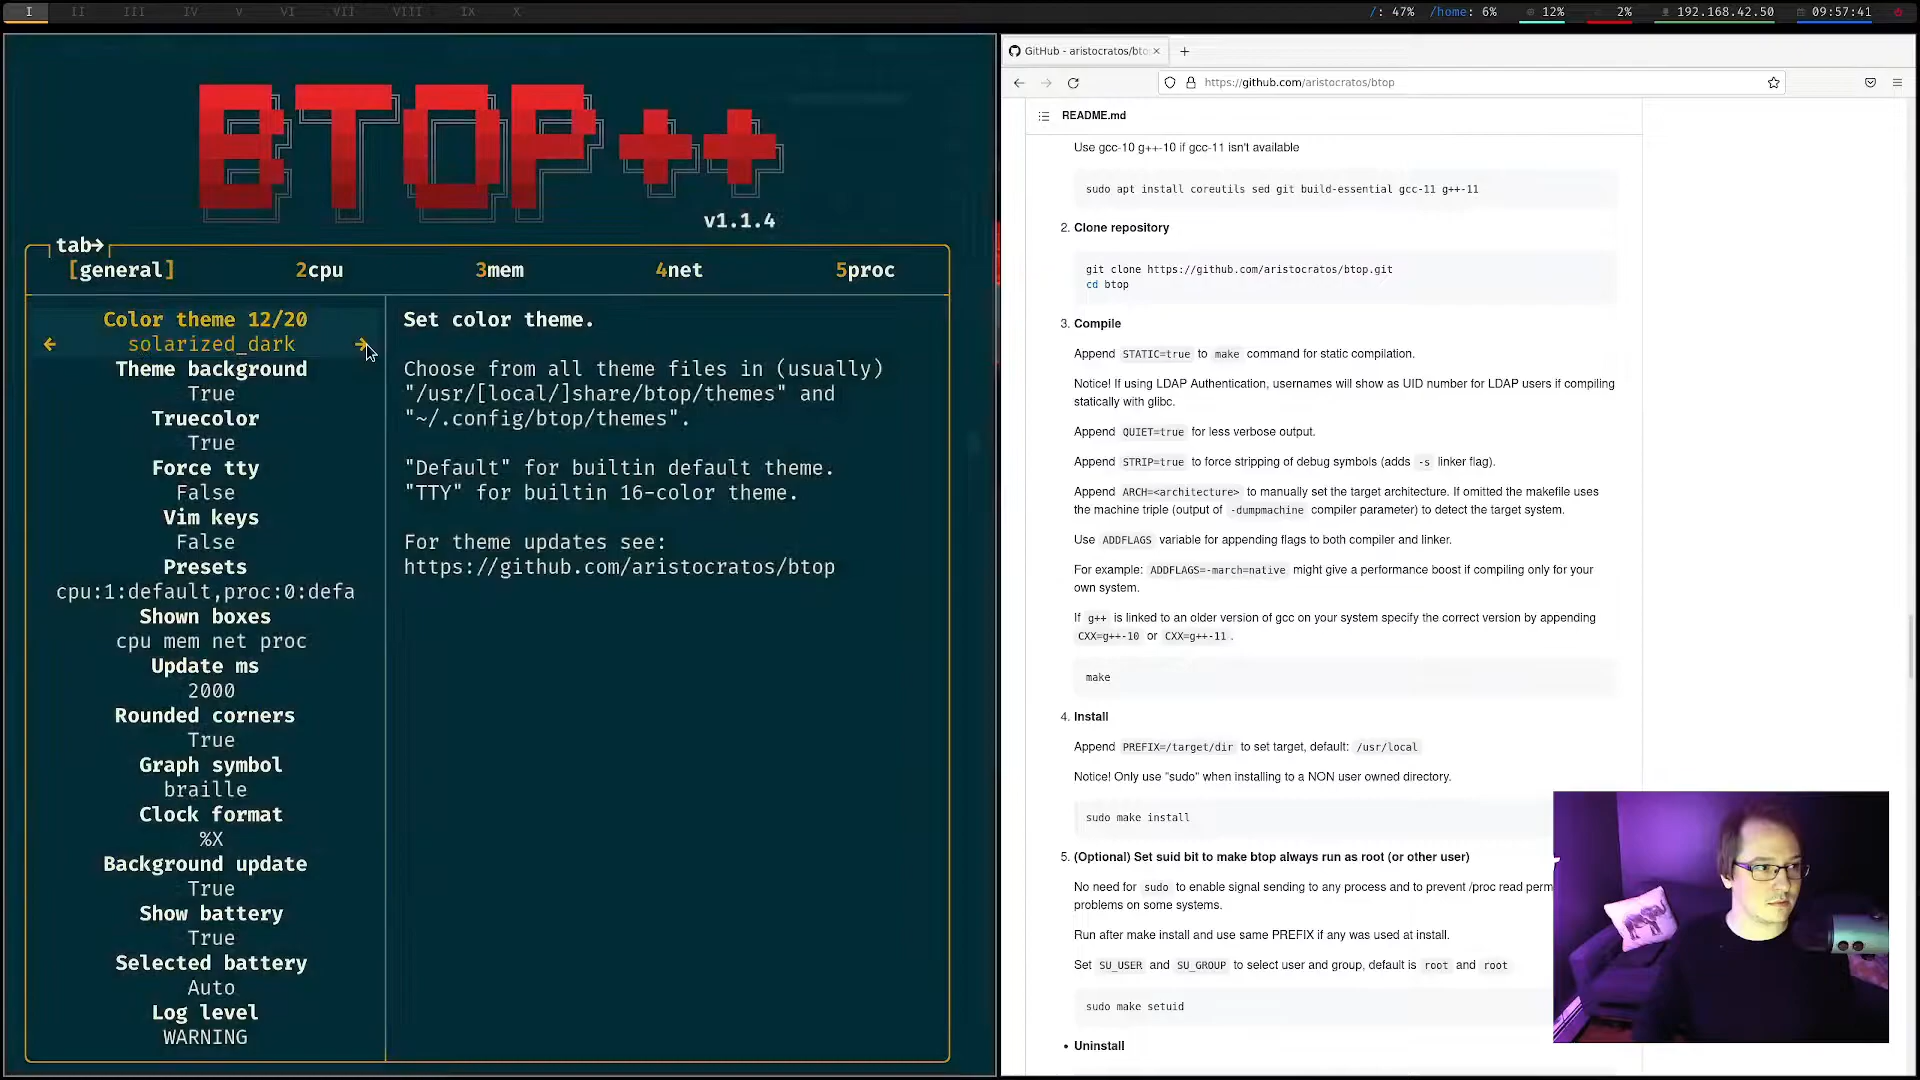 I II III IV V VI VII VIII IX X /: 47% /home: 6% 12% 2% 192.168.42.50 09:57:41
BTOP++
v1.1.4
tab→
[general] 2cpu 3mem 4net 5proc
Color theme 12/20
← solarized_dark →
Theme background
True
Truecolor
True
Force tty
False
Vim keys
False
Presets
cpu:1:default,proc:0:defa
Shown boxes
cpu mem net proc
Update ms
2000
Rounded corners
True
Graph symbol
braille
Clock format
%X
Background update
True
Show battery
True
Selected battery
Auto
Log level
WARNING
Set color theme.
Choose from all theme files in (usually)
"/usr/[local/]share/btop/themes" and
"~/.config/btop/themes".
"Default" for builtin default theme.
"TTY" for builtin 16-color theme.
For theme updates see:
https://github.com/aristocratos/btop
GitHub - aristocratos/bto
https://github.com/aristocratos/btop
README.md
Use gcc-10 g++-10 if gcc-11 isn't available
sudo apt install coreutils sed git build-essential gcc-11 g++-11
2. Clone repository
git clone https://github.com/aristocratos/btop.git
cd btop
3. Compile
Append STATIC=true to make command for static compilation.
Notice! If using LDAP Authentication, usernames will show as UID number for LDAP users if compiling
statically with glibc.
Append QUIET=true for less verbose output.
Append STRIP=true to force stripping of debug symbols (adds -s linker flag).
Append ARCH=<architecture> to manually set the target architecture. If omitted the makefile uses
the machine triple (output of -dumpmachine compiler parameter) to detect the target system.
Use ADDFLAGS variable for appending flags to both compiler and linker.
For example: ADDFLAGS=-march=native might give a performance boost if compiling only for your
own system.
If g++ is linked to an older version of gcc on your system specify the correct version by appending
CXX=g++-10 or CXX=g++-11.
make
4. Install
Append PREFIX=/target/dir to set target, default: /usr/local
Notice! Only use "sudo" when installing to a NON user owned directory.
sudo make install
5. (Optional) Set suid bit to make btop always run as root (or other user)
No need for sudo to enable signal sending to any process and to prevent /proc read perm
problems on some systems.
Run after make install and use same PREFIX if any was used at install.
Set SU_USER and SU_GROUP to select user and group, default is root and root
sudo make setuid
• Uninstall